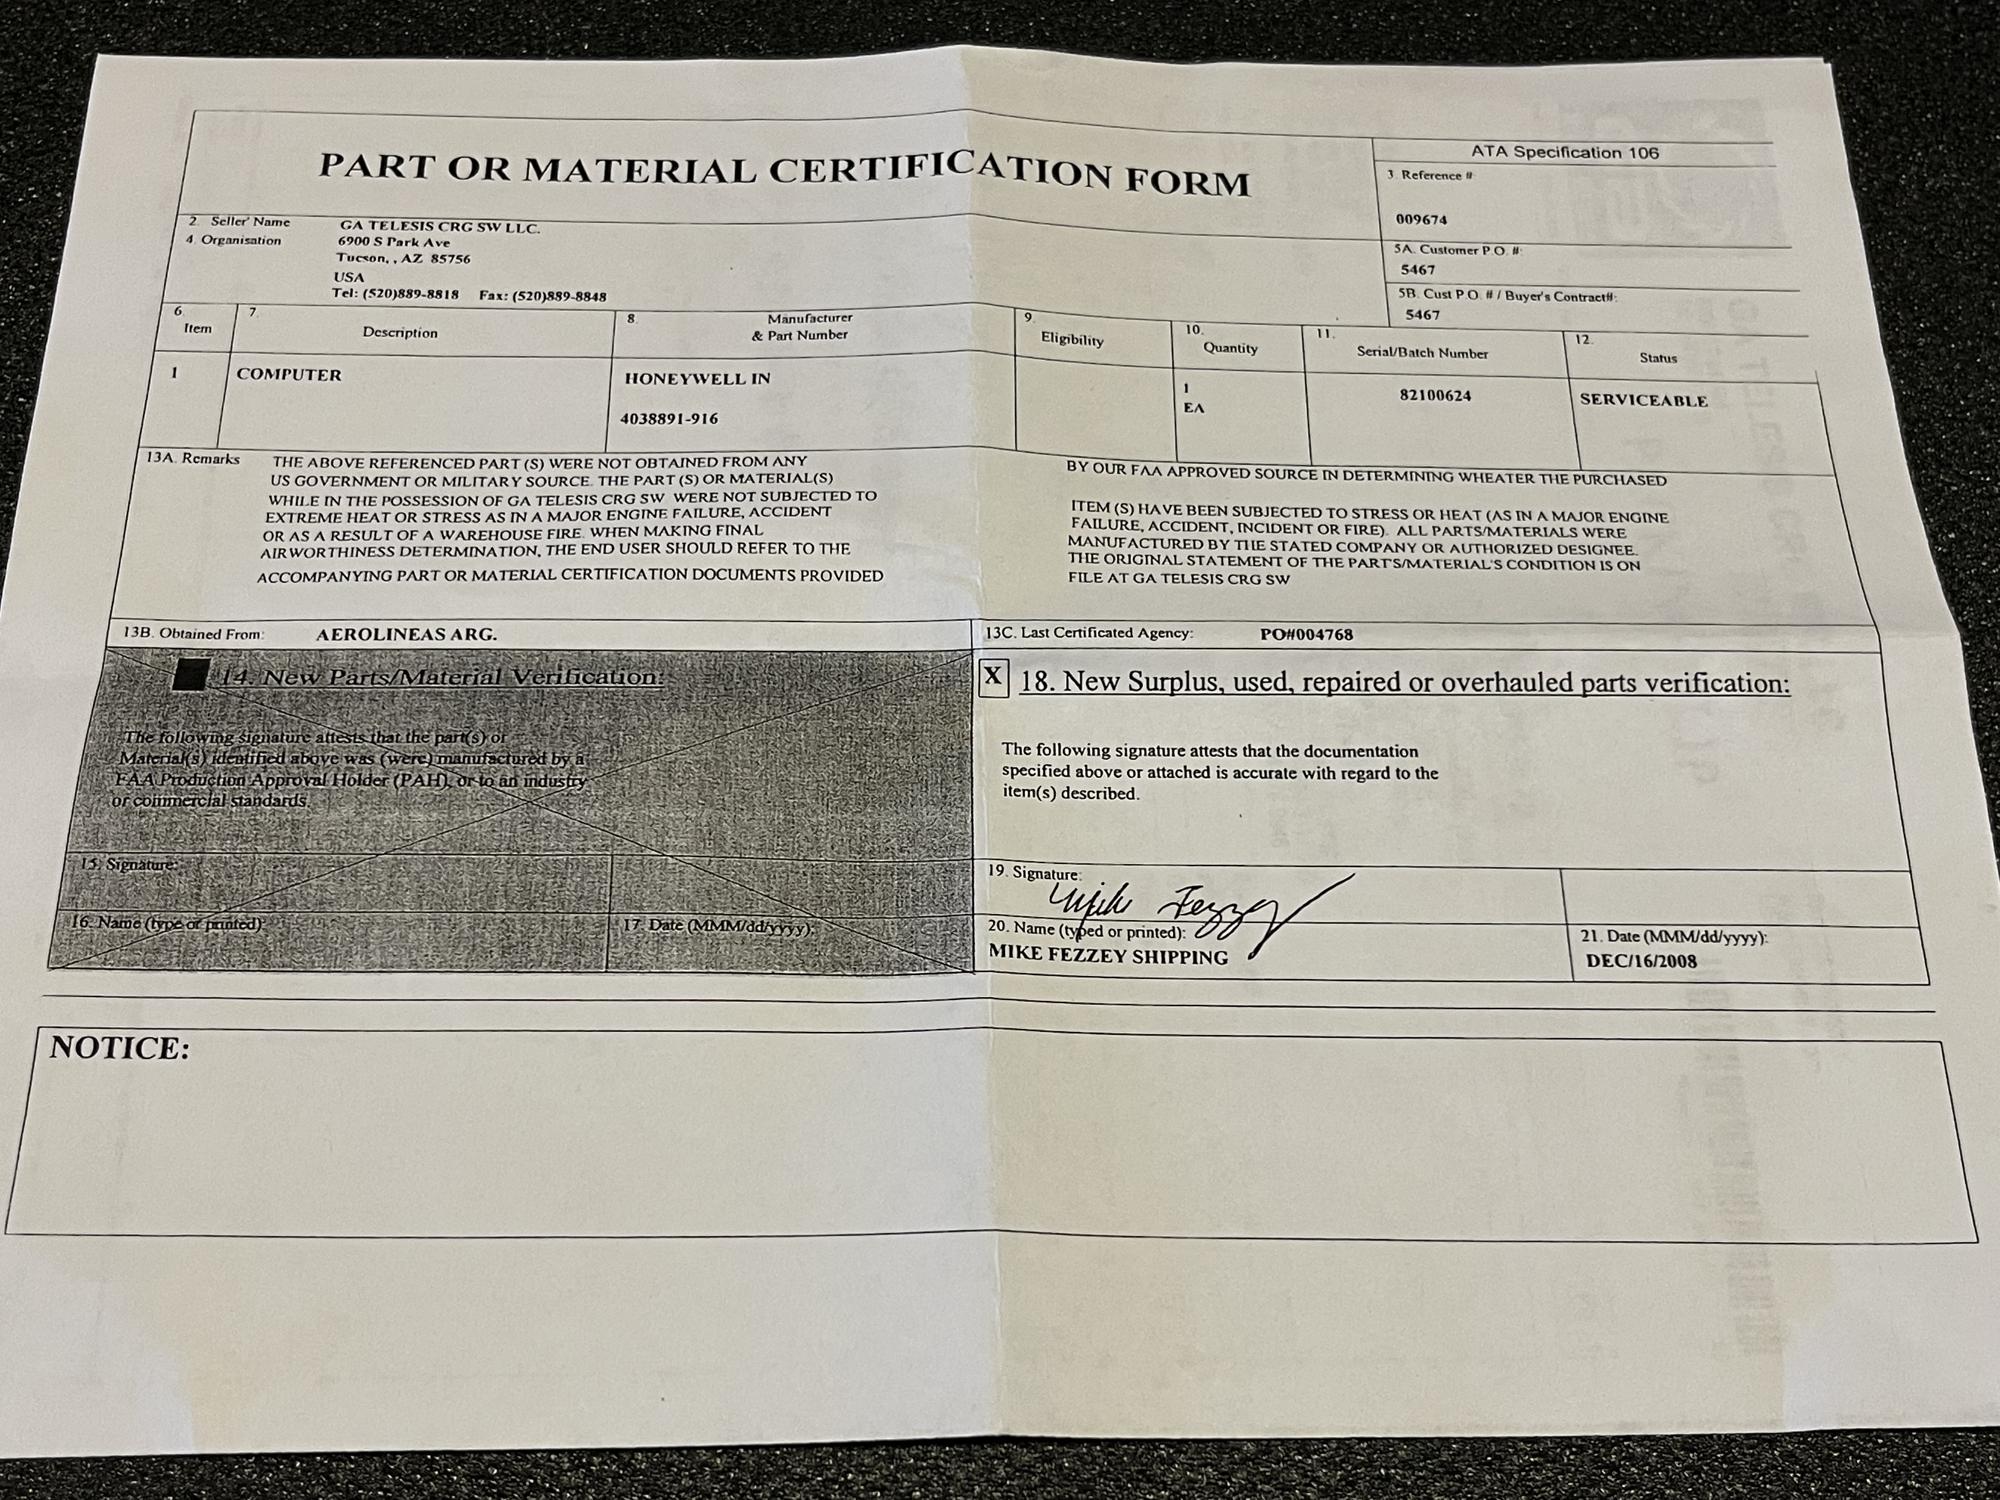 PART OR MATERIAL CERTIFICATION FORM
ATA Specification 106
3. Reference #
009674
2. Seller' Name
4. Organisation
GA TELESIS CRG SW LLC.
6900 S Park Ave
Tucson, , AZ 85756
USA
Tel: (520)889-8818 Fax: (520)889-8848
5A. Customer P.O. #:
5467
5B. Cust P.O. # / Buyer's Contract#:
5467
6. Item
7. Description
8. Manufacturer & Part Number
9. Eligibility
10. Quantity
11. Serial/Batch Number
12. Status
1
COMPUTER
HONEYWELL IN
4038891-916
1
EA
82100624
SERVICEABLE
13A. Remarks
THE ABOVE REFERENCED PART (S) WERE NOT OBTAINED FROM ANY
US GOVERNMENT OR MILITARY SOURCE. THE PART (S) OR MATERIAL(S)
WHILE IN THE POSSESSION OF GA TELESIS CRG SW WERE NOT SUBJECTED TO
EXTREME HEAT OR STRESS AS IN A MAJOR ENGINE FAILURE, ACCIDENT
OR AS A RESULT OF A WAREHOUSE FIRE. WHEN MAKING FINAL
AIRWORTHINESS DETERMINATION, THE END USER SHOULD REFER TO THE
ACCOMPANYING PART OR MATERIAL CERTIFICATION DOCUMENTS PROVIDED
BY OUR FAA APPROVED SOURCE IN DETERMINING WHEATER THE PURCHASED
ITEM (S) HAVE BEEN SUBJECTED TO STRESS OR HEAT (AS IN A MAJOR ENGINE
FAILURE, ACCIDENT, INCIDENT OR FIRE). ALL PARTS/MATERIALS WERE
MANUFACTURED BY THE STATED COMPANY OR AUTHORIZED DESIGNEE.
THE ORIGINAL STATEMENT OF THE PART'S/MATERIAL'S CONDITION IS ON
FILE AT GA TELESIS CRG SW
13B. Obtained From: AEROLINEAS ARG.
13C. Last Certificated Agency: PO#004768
14. New Parts/Material Verification:
The following signature attests that the part(s) or
Material(s) identified above was (were) manufactured by a
FAA Production Approval Holder (PAH), or to an industry
or commercial standards.
15. Signature:
16. Name (type or printed):
17. Date (MMM/dd/yyyy):
X 18. New Surplus, used, repaired or overhauled parts verification:
The following signature attests that the documentation
specified above or attached is accurate with regard to the
item(s) described.
19. Signature:
Mike Fezzey
20. Name (typed or printed):
MIKE FEZZEY SHIPPING
21. Date (MMM/dd/yyyy):
DEC/16/2008
NOTICE: